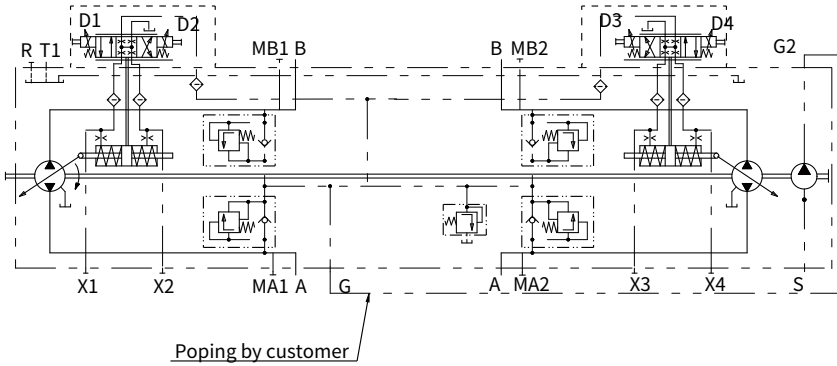 D1 D2 D3 D4
R T1 MB1 B B MB2 G2
X1 X2 MA1 A G A MA2 X3 X4 S
Poping by customer